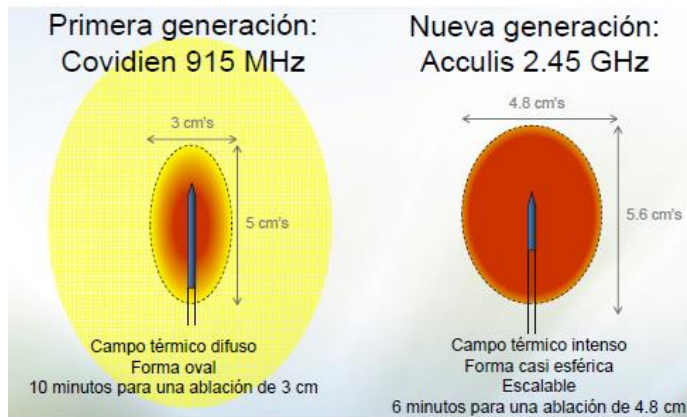 Primera generación:
Covidien 915 MHz
3 cm's
5 cm's
Campo térmico difuso
Forma oval
10 minutos para una ablación de 3 cm
Nueva generación:
Acculis 2.45 GHz
4.8 cm's
5.6 cm's
Campo térmico intenso
Forma casi esférica
Escalable
6 minutos para una ablación de 4.8 cm